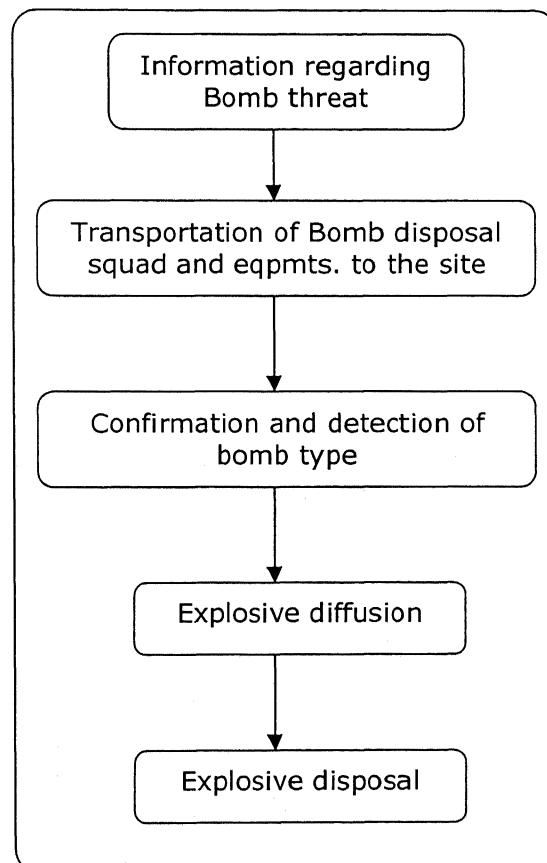 Information regarding
Bomb threat
Transportation of Bomb disposal
squad and eqpmts. to the site
Confirmation and detection of
bomb type
Explosive diffusion
Explosive disposal